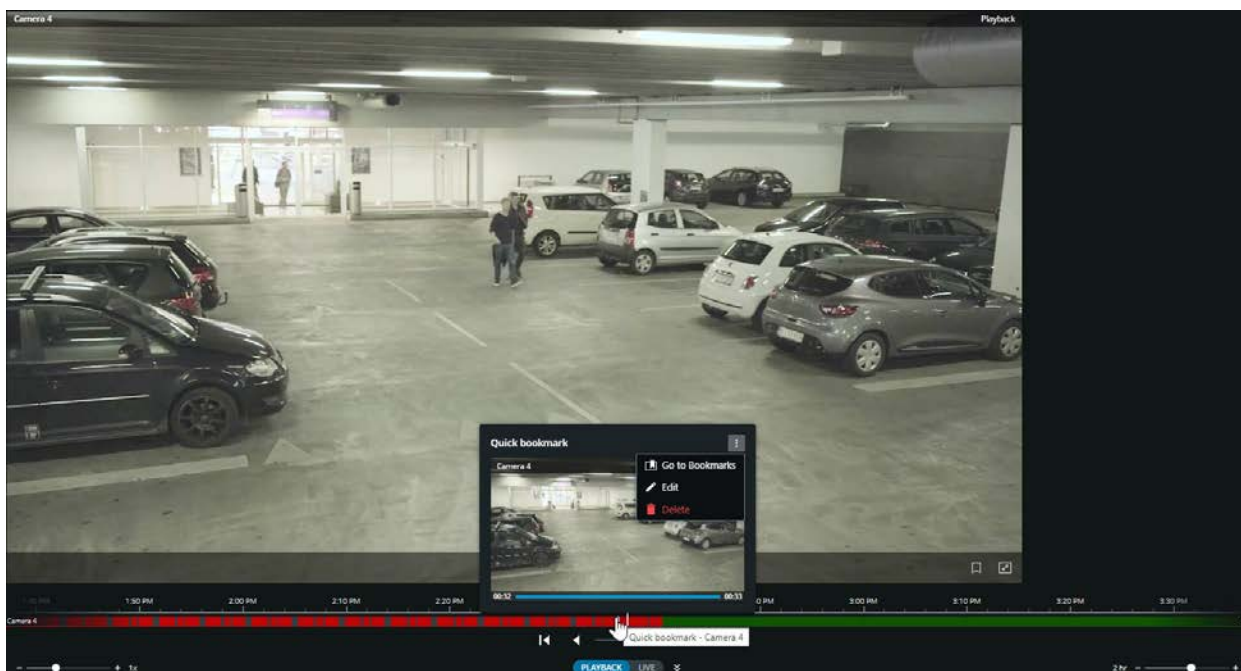 Camera 4
Playback
Quick bookmark
Camera 4
Go to Bookmarks
Edit
Delete
00:32
00:33
1:50 PM
2:00 PM
2:10 PM
2:20 PM
0 PM
3:00 PM
3:10 PM
3:20 PM
3:30 PM
Camera 4
Quick bookmark - Camera 4
1x
PLAYBACK
LIVE
2 hr